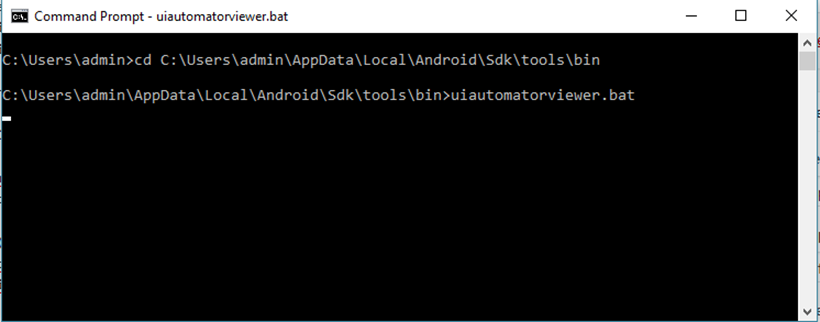 Command Prompt - uiautomatorviewer.bat
C:\Users\admin>cd C:\Users\admin\AppData\Local\Android\Sdk\tools\bin
C:\Users\admin\AppData\Local\Android\Sdk\tools\bin>uiautomatorviewer.bat